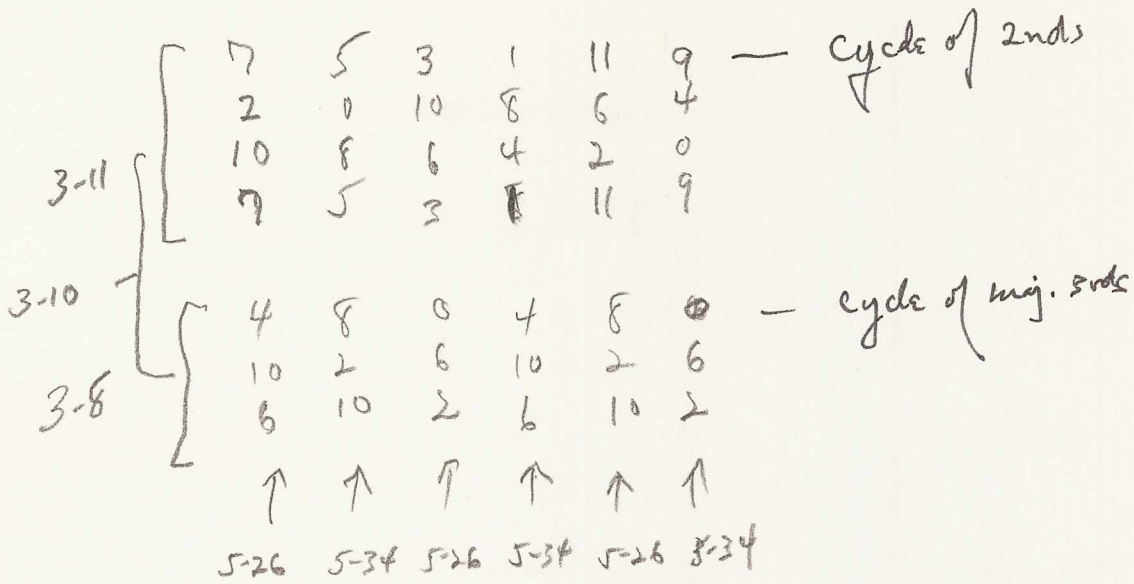 7 5 3 1 11 9 — cycle of 2nds
2 0 10 8 6 4
10 8 6 4 2 0
3-11
7 5 3 1 11 9
3-10
4 8 0 4 8 0 — cycle of maj. 3rds
10 2 6 10 2 6
3-8
6 10 2 6 10 2
↑ ↑ ↑ ↑ ↑ ↑
5-26 5-34 5-26 5-34 5-26 5-34